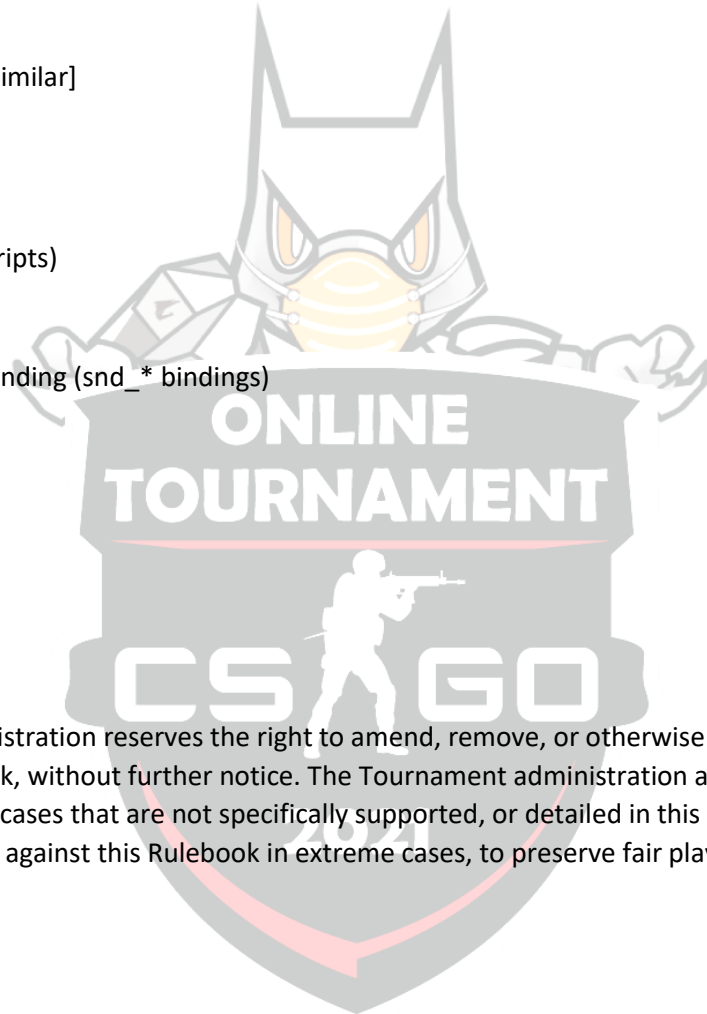 imilar]
ripts)
nding (snd_* bindings)
ONLINE
TOURNAMENT
CS GO
istration reserves the right to amend, remove, or otherwise
k, without further notice. The Tournament administration a
cases that are not specifically supported, or detailed in this
2021
against this Rulebook in extreme cases, to preserve fair play